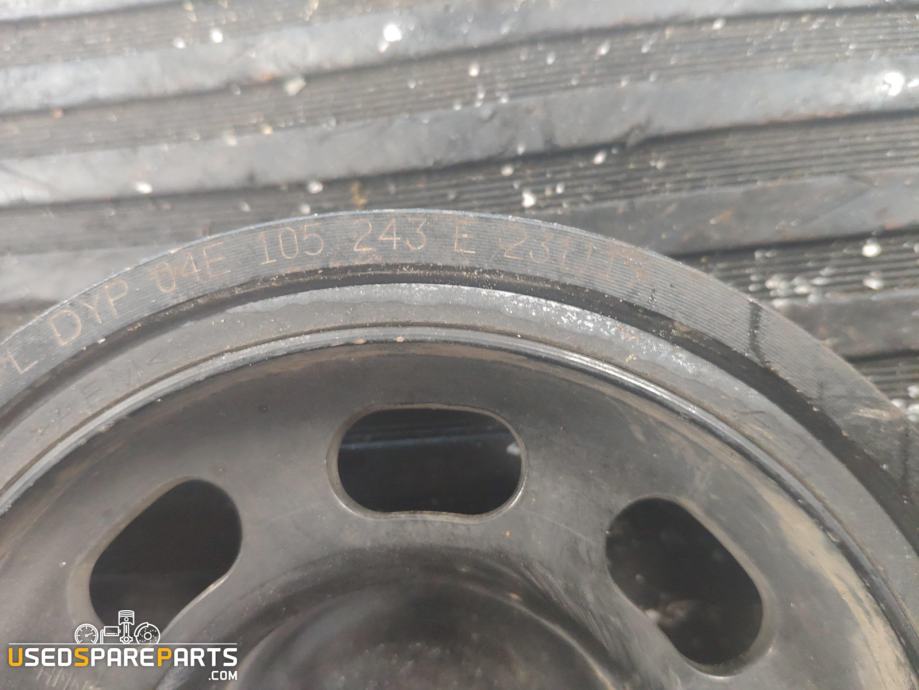 L DYP 04E 105 243 E
USEDSPAREPARTS
.COM